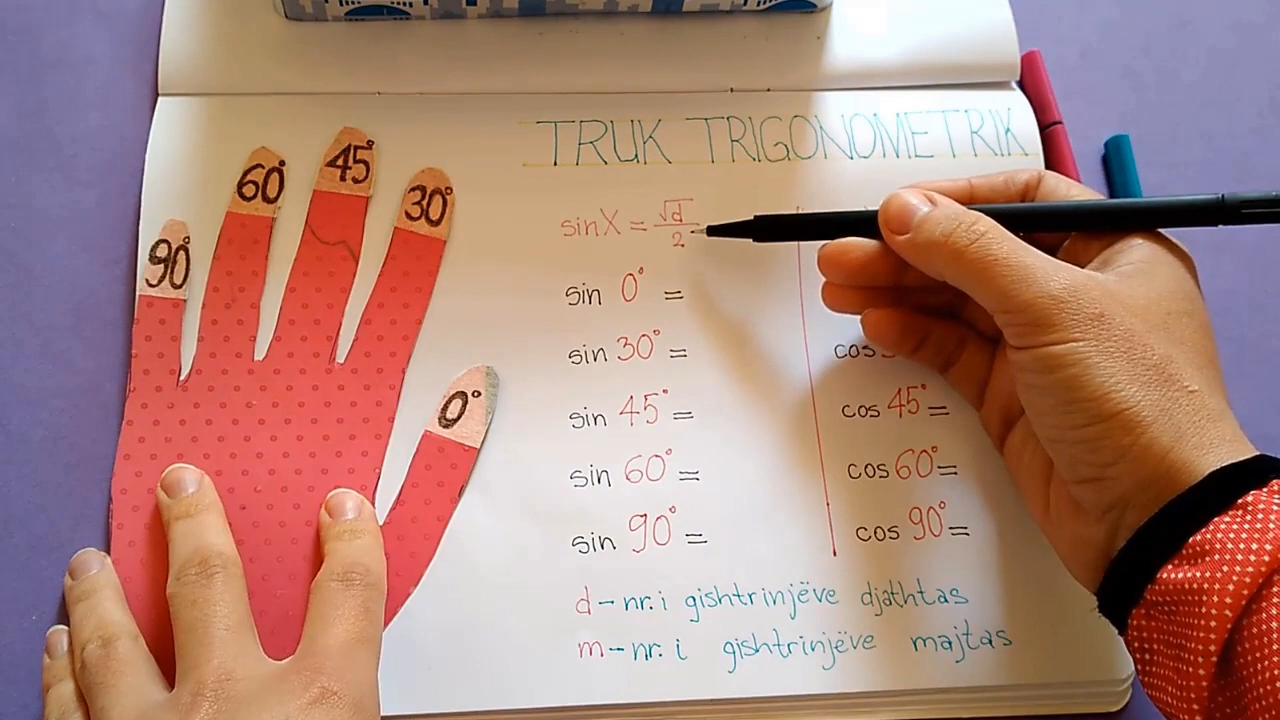 TRUK TRIGONOMETRIK
90°
60°
45°
30°
0°
sinX = √d/2
sin 0° =
sin 30° =
sin 45° =
sin 60° =
sin 90° =
cos
cos 45° =
cos 60° =
cos 90° =
d - nr. i gishtrinjëve djathtas
m - nr. i gishtrinjëve majtas